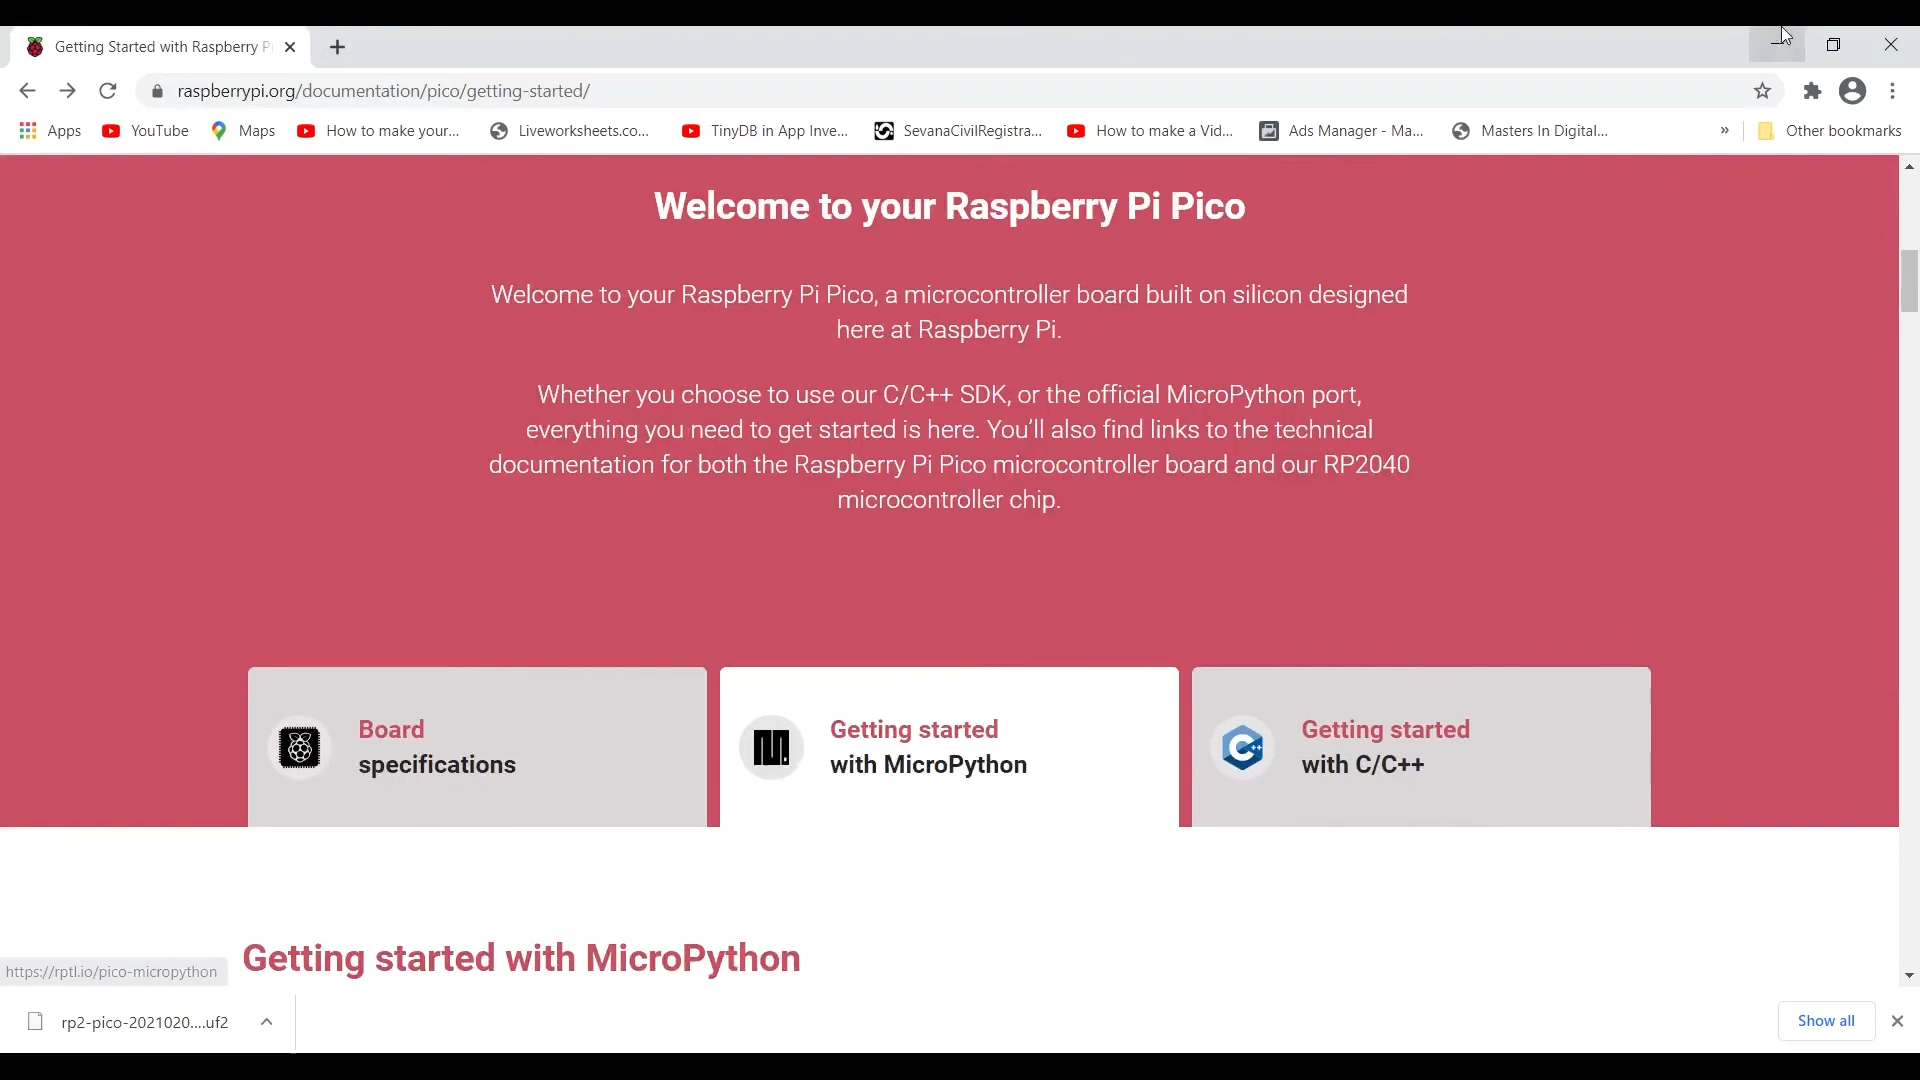 Getting Started with Raspberry Pi
raspberrypi.org/documentation/pico/getting-started/
Apps
YouTube
Maps
How to make your...
Liveworksheets.co...
TinyDB in App Inve...
SevanaCivilRegistra...
How to make a Vid...
Ads Manager - Ma...
Masters In Digital...
»
Other bookmarks
Welcome to your Raspberry Pi Pico
Welcome to your Raspberry Pi Pico, a microcontroller board built on silicon designed
here at Raspberry Pi.
Whether you choose to use our C/C++ SDK, or the official MicroPython port,
everything you need to get started is here. You’ll also find links to the technical
documentation for both the Raspberry Pi Pico microcontroller board and our RP2040
microcontroller chip.
Board
specifications
Getting started
with MicroPython
Getting started
with C/C++
Getting started with MicroPython
https://rptl.io/pico-micropython
rp2-pico-2021020....uf2
Show all